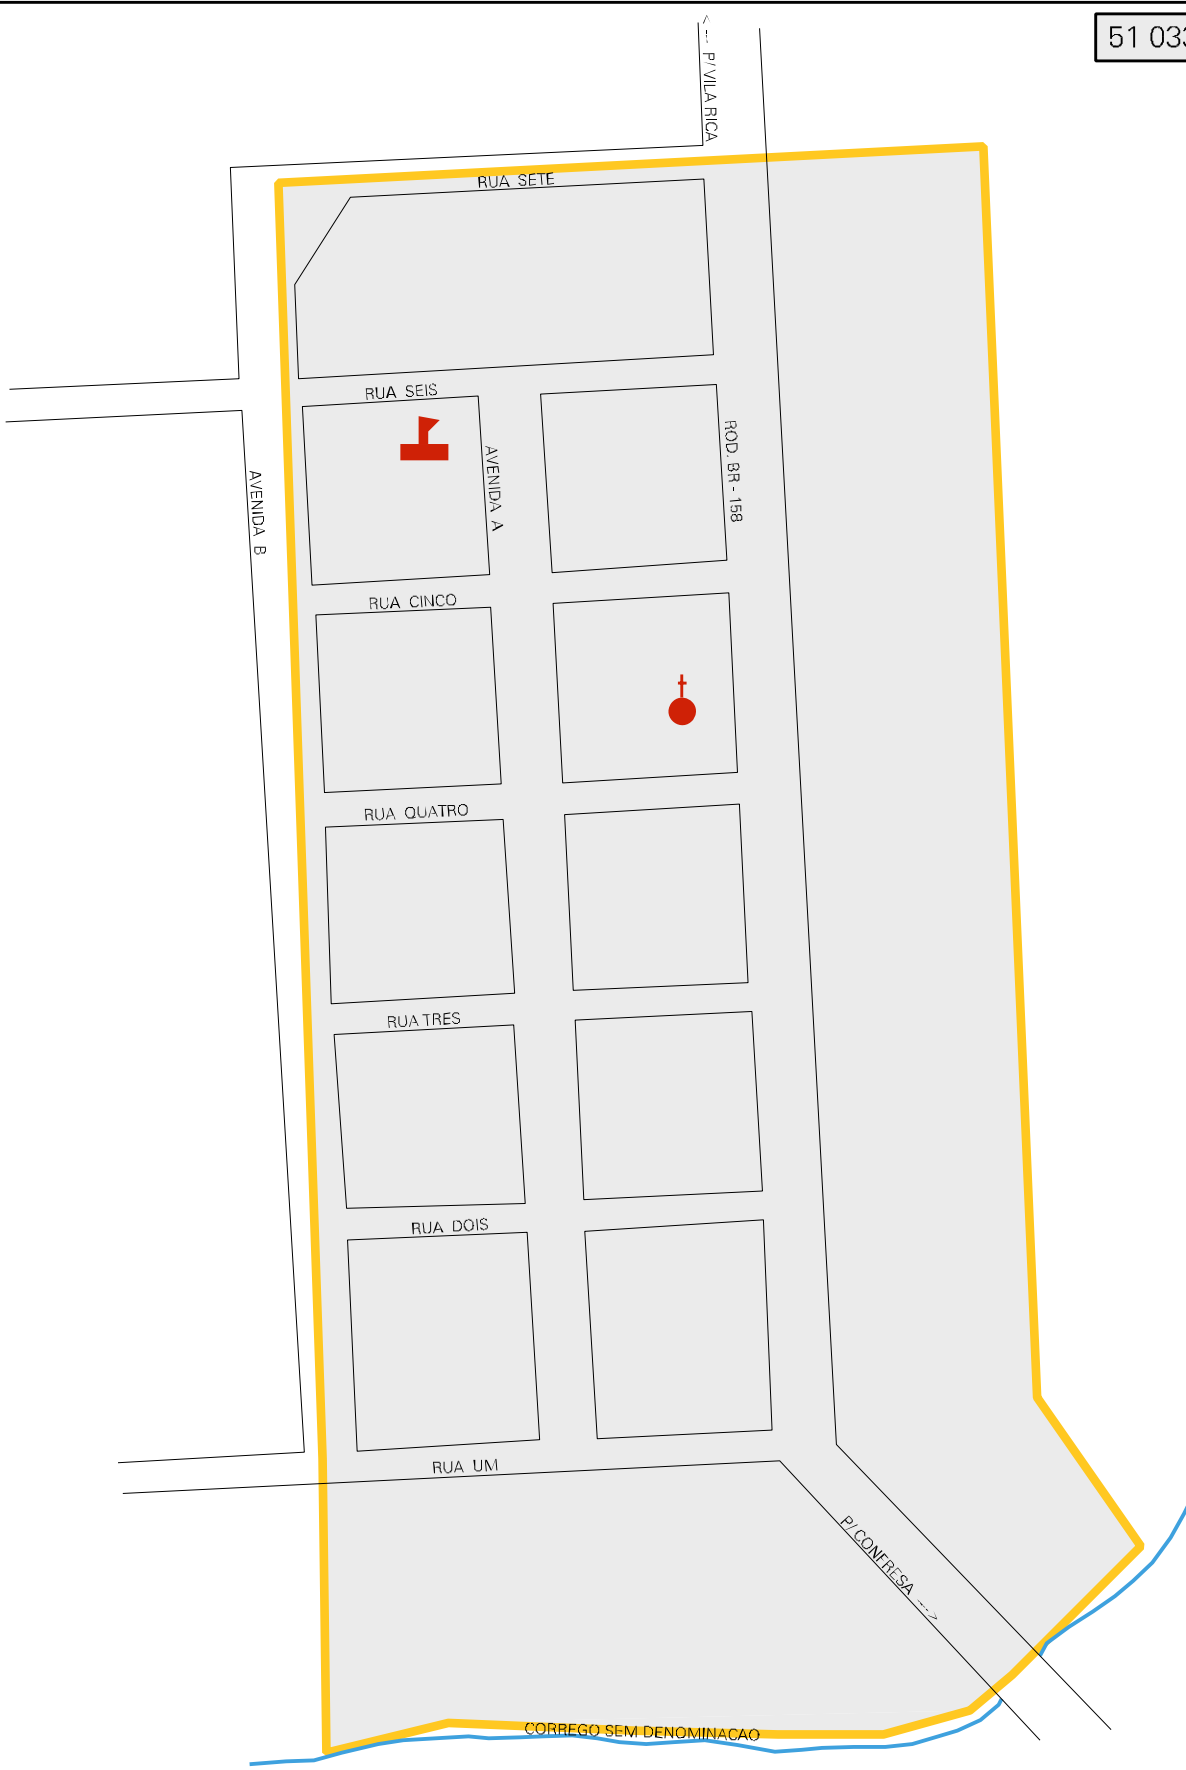 51 033
<--- P/ VILA RICA
RUA SETE
RUA SEIS
AVENIDA A
ROD. BR - 158
AVENIDA B
RUA CINCO
RUA QUATRO
RUA TRES
RUA DOIS
RUA UM
P/ CONFRESA --->
CORREGO SEM DENOMINACAO